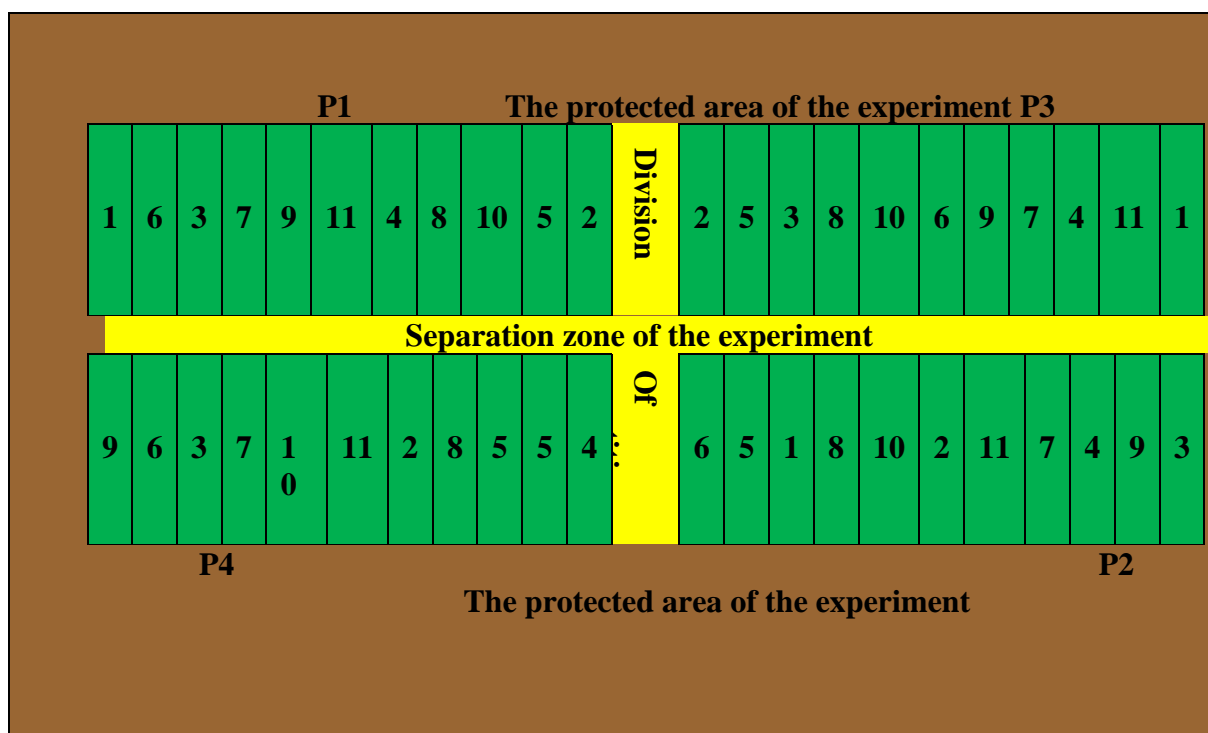 P1 The protected area of the experiment P3
1 6 3 7 9 11 4 8 10 5 2 Division 2 5 3 8 10 6 9 7 4 11 1
Separation zone of the experiment
9 6 3 7 10 11 2 8 5 5 4 Of 6 5 1 8 10 2 11 7 4 9 3
P4 P2
The protected area of the experiment